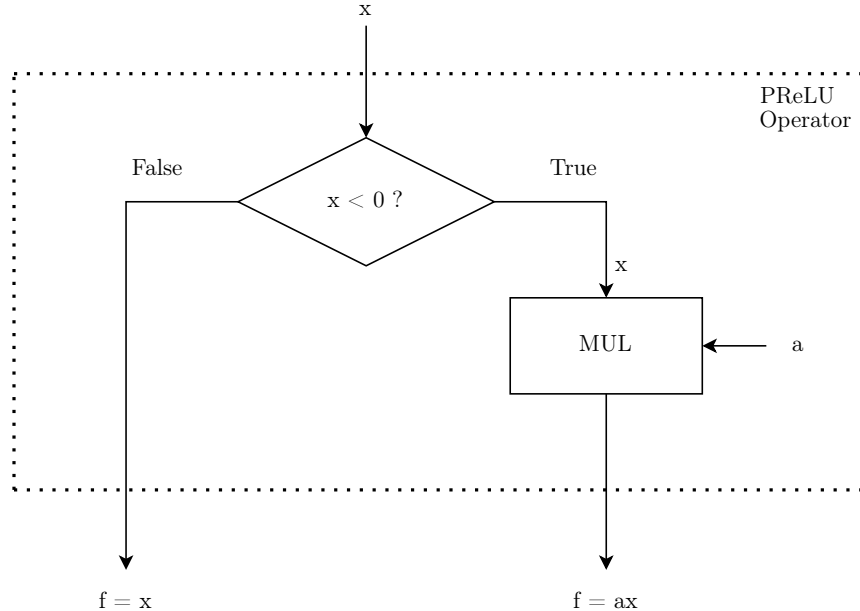 x
PReLU
Operator
False
True
x < 0 ?
x
MUL
a
f = x
f = ax